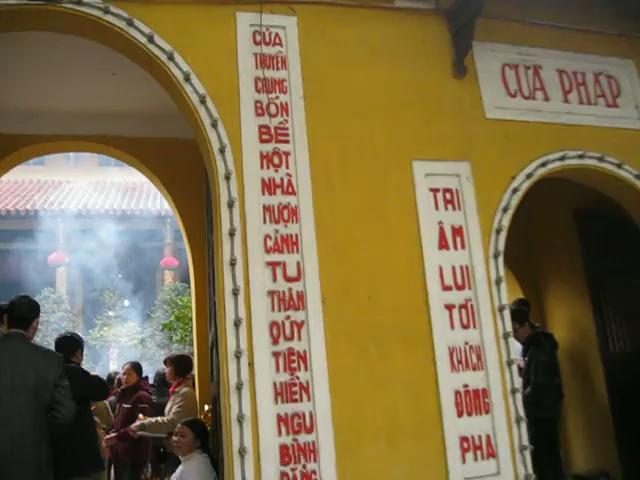 CỬA
THUYỀN
CHUNG
BỐN
BỂ
MỘT
NHÀ
MƯỢN
CẢNH
TU
THÂN
QÚY
TIỆN
HIỀN
NGU
BÌNH
ĐẲNG
CỬA PHÁP
TRI
ÂM
LUI
TỚI
KHÁCH
ĐÔNG
PHA